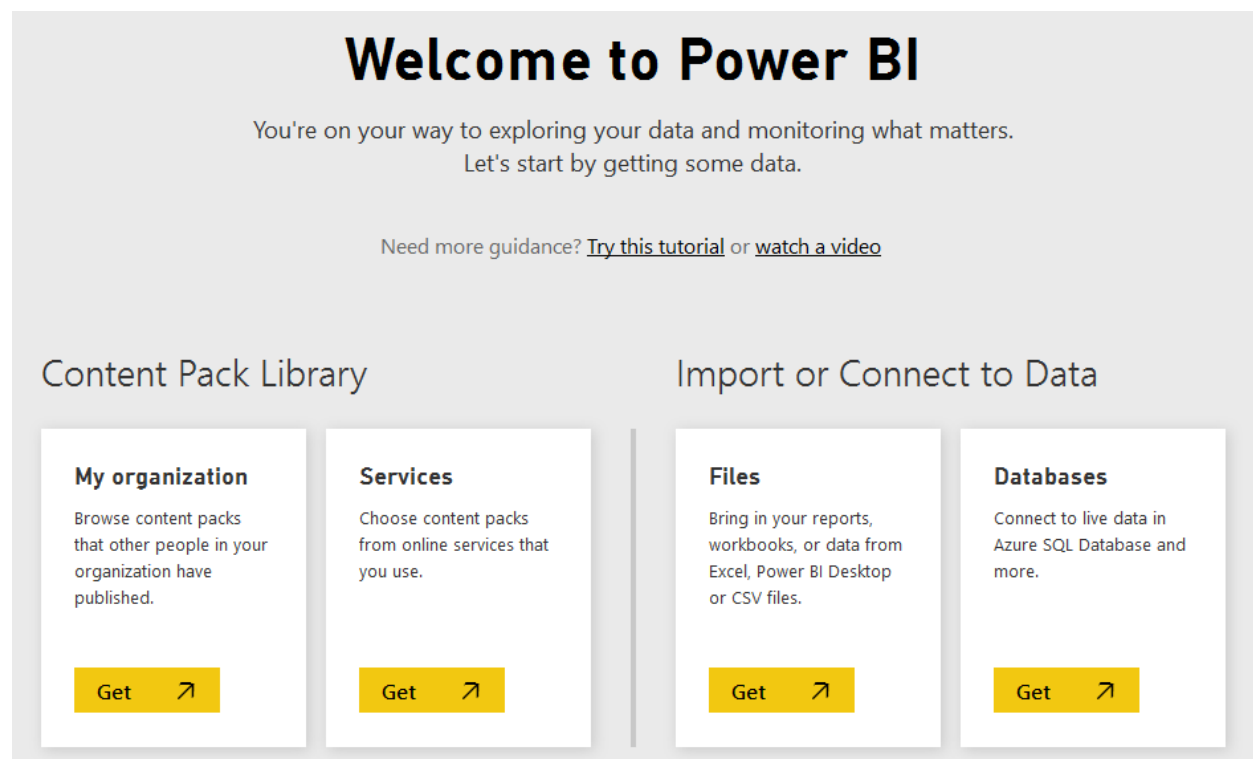 Welcome to Power BI
You're on your way to exploring your data and monitoring what matters.
Let's start by getting some data.
Need more guidance? Try this tutorial or watch a video
Content Pack Library
My organization
Browse content packs
that other people in your
organization have
published.
Get
Services
Choose content packs
from online services that
you use.
Get
Import or Connect to Data
Files
Bring in your reports,
workbooks, or data from
Excel, Power BI Desktop
or CSV files.
Get
Databases
Connect to live data in
Azure SQL Database and
more.
Get